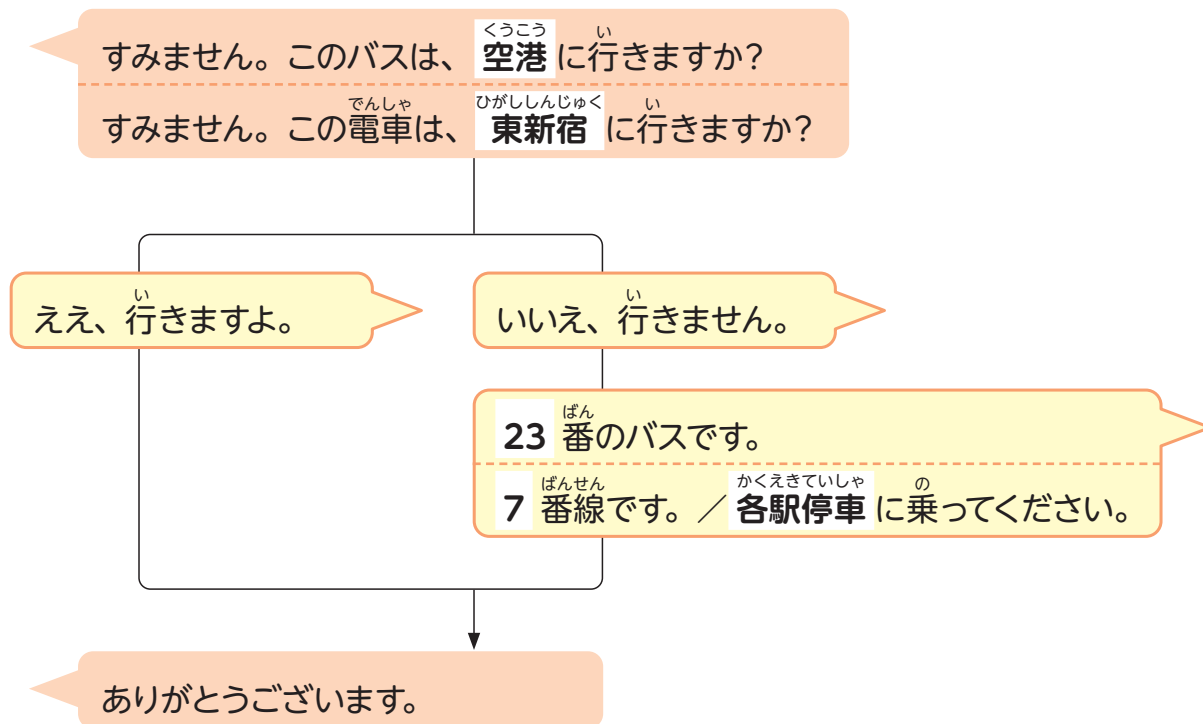 すみません。このバスは、空港に行きますか?
すみません。この電車は、東新宿に行きますか?
ええ、行きますよ。
いいえ、行きません。
23 番のバスです。
7 番線です。／各駅停車に乗ってください。
ありがとうございます。